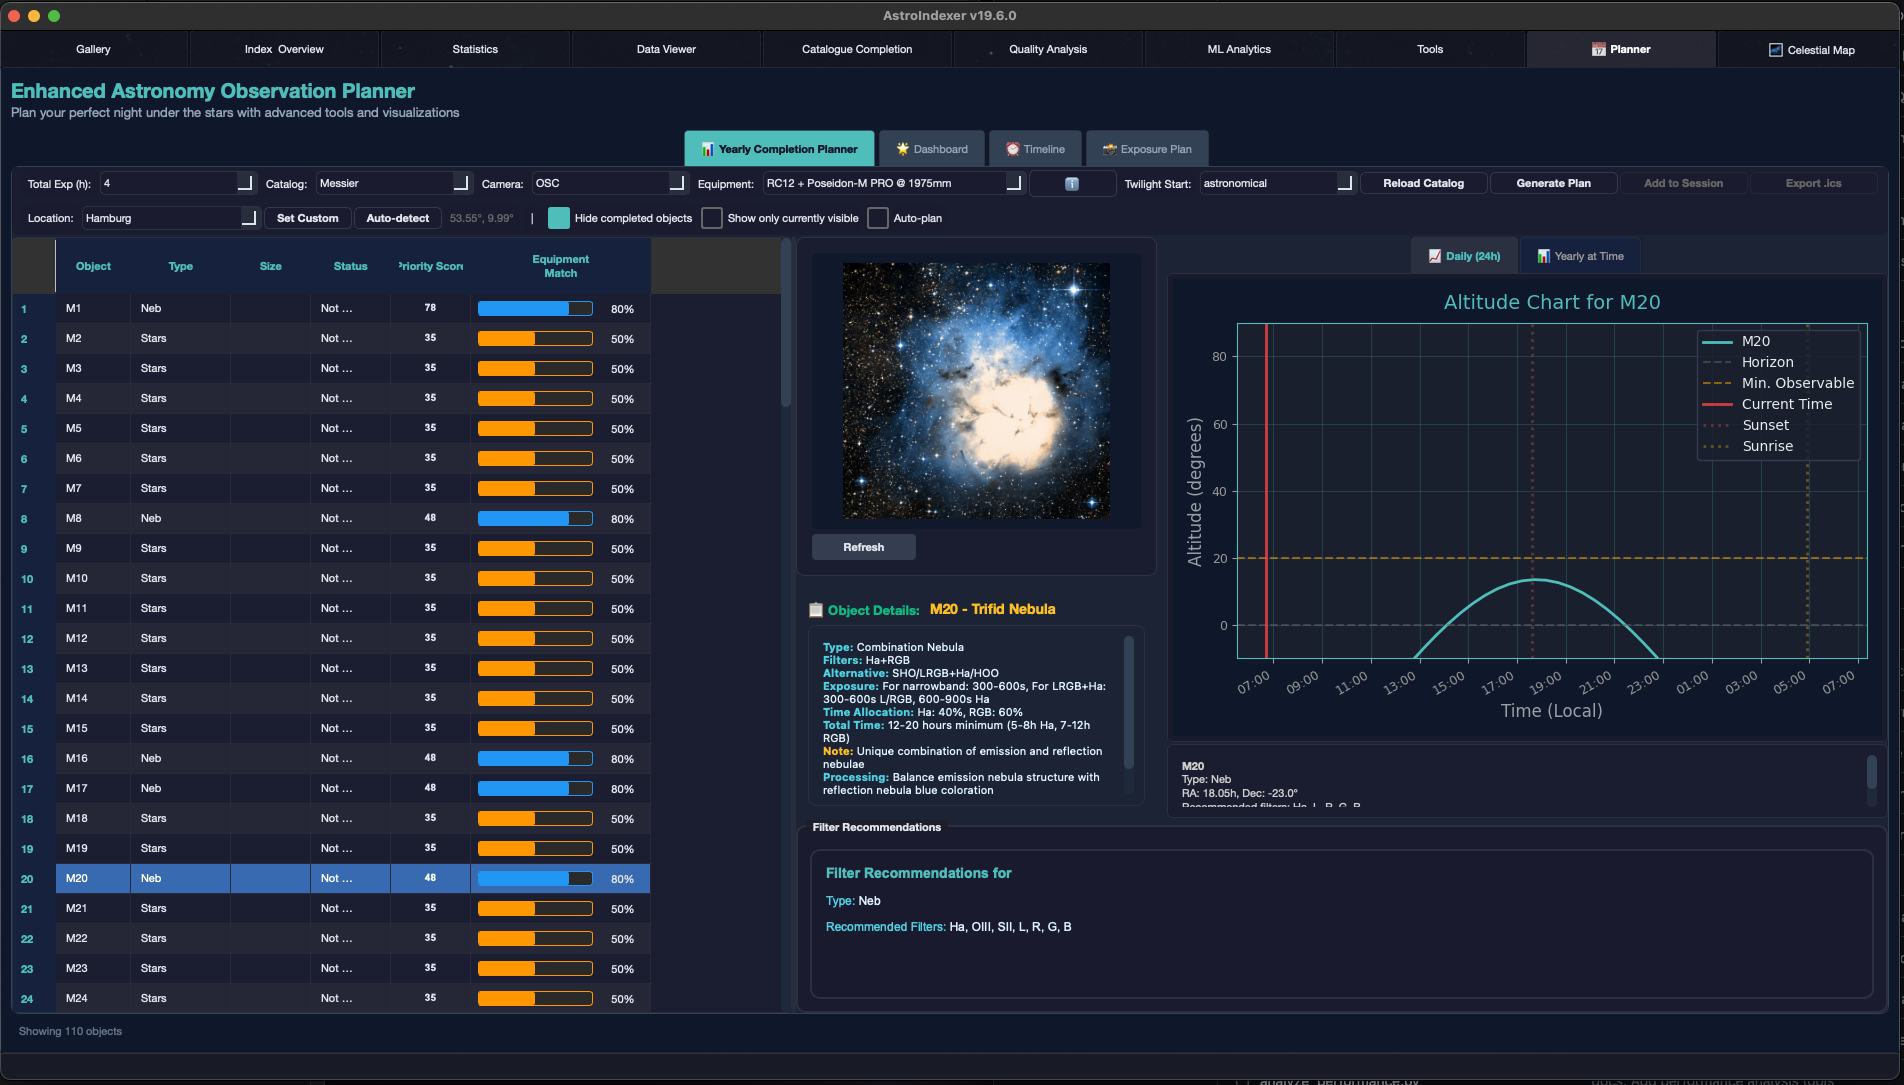 AstroIndexer v19.6.0
Gallery
Index Overview
Statistics
Data Viewer
Catalogue Completion
Quality Analysis
ML Analytics
Tools
Planner
Celestial Map
Enhanced Astronomy Observation Planner
Plan your perfect night under the stars with advanced tools and visualizations
Yearly Completion Planner
Dashboard
Timeline
Exposure Plan
Total Exp (h): 4
Catalog: Messier
Camera: OSC
Equipment: RC12 + Poseidon-M PRO @ 1975mm
Twilight Start: astronomical
Reload Catalog
Generate Plan
Add to Session
Export .ics
Location: Hamburg
Set Custom
Auto-detect
53.55°, 9.99°
|
Hide completed objects
Show only currently visible
Auto-plan
Object Type Size Status Priority Score Equipment
Match
1 M1 Neb Not ... 78 80%
2 M2 Stars Not ... 35 50%
3 M3 Stars Not ... 35 50%
4 M4 Stars Not ... 35 50%
5 M5 Stars Not ... 35 50%
6 M6 Stars Not ... 35 50%
7 M7 Stars Not ... 35 50%
8 M8 Neb Not ... 48 80%
9 M9 Stars Not ... 35 50%
10 M10 Stars Not ... 35 50%
11 M11 Stars Not ... 35 50%
12 M12 Stars Not ... 35 50%
13 M13 Stars Not ... 35 50%
14 M14 Stars Not ... 35 50%
15 M15 Stars Not ... 35 50%
16 M16 Neb Not ... 48 80%
17 M17 Neb Not ... 48 80%
18 M18 Stars Not ... 35 50%
19 M19 Stars Not ... 35 50%
20 M20 Neb Not ... 48 80%
21 M21 Stars Not ... 35 50%
22 M22 Stars Not ... 35 50%
23 M23 Stars Not ... 35 50%
24 M24 Stars Not ... 35 50%
Showing 110 objects
Refresh
Object Details: M20 - Trifid Nebula
Type: Combination Nebula
Filters: Ha+RGB
Alternative: SHO/LRGB+Ha/HOO
Exposure: For narrowband: 300-600s, For LRGB+Ha:
300-600s L/RGB, 600-900s Ha
Time Allocation: Ha: 40%, RGB: 60%
Total Time: 12-20 hours minimum (5-8h Ha, 7-12h
RGB)
Note: Unique combination of emission and reflection
nebulae
Processing: Balance emission nebula structure with
reflection nebula blue coloration
Daily (24h)
Yearly at Time
Altitude Chart for M20
M20
Horizon
Min. Observable
Current Time
Sunset
Sunrise
Altitude (degrees)
80
60
40
20
0
07:00 09:00 11:00 13:00 15:00 17:00 19:00 21:00 23:00 01:00 03:00 05:00 07:00
Time (Local)
M20
Type: Neb
RA: 18.05h, Dec: -23.0°
Recommended filters: Ha, L, R, G, B
Filter Recommendations
Filter Recommendations for
Type: Neb
Recommended Filters: Ha, OIII, SII, L, R, G, B